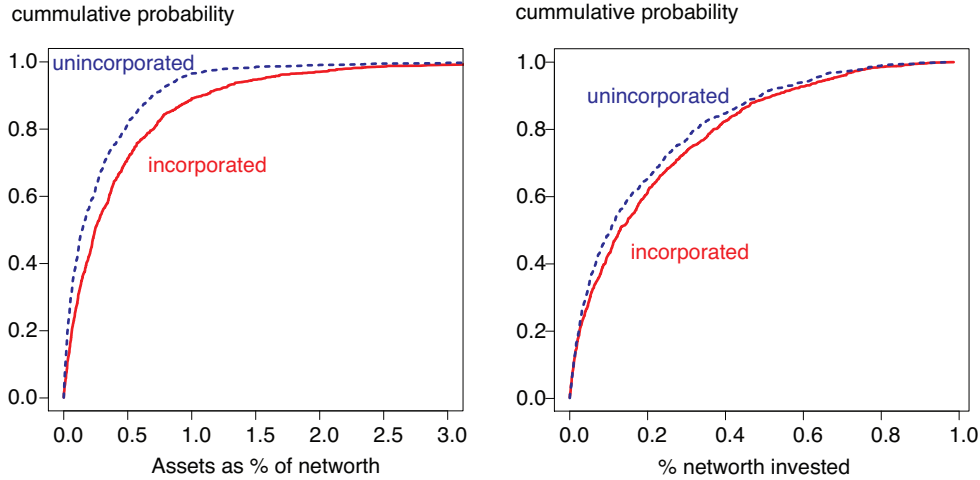 cummulative probability
1.0
0.8
0.6
0.4
0.2
0.0
unincorporated
incorporated
0.0 0.5 1.0 1.5 2.0 2.5 3.0
Assets as % of networth
cummulative probability
1.0
0.8
0.6
0.4
0.2
0.0
unincorporated
incorporated
0.0 0.2 0.4 0.6 0.8 1.0
% networth invested